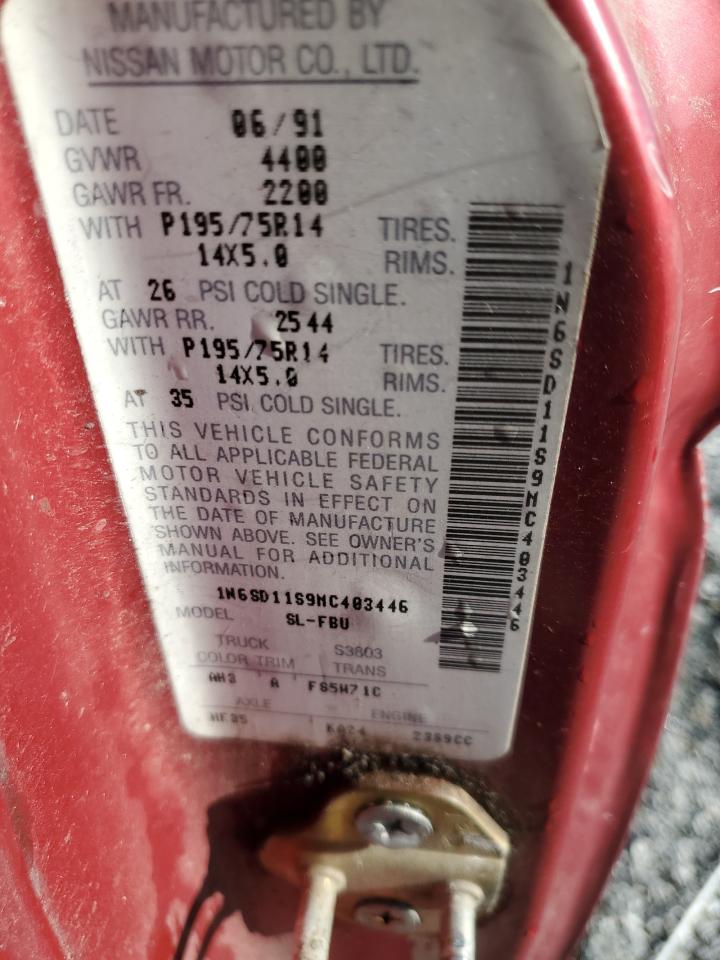 MANUFACTURED BY
NISSAN MOTOR CO., LTD.
DATE 06/91
GVWR 4400
GAWR FR. 2200
WITH P195/75R14 TIRES.
14X5.0 RIMS.
AT 26 PSI COLD SINGLE.
GAWR RR. 2544
WITH P195/75R14 TIRES.
14X5.0 RIMS.
AT 35 PSI COLD SINGLE.
THIS VEHICLE CONFORMS
TO ALL APPLICABLE FEDERAL
MOTOR VEHICLE SAFETY
STANDARDS IN EFFECT ON
THE DATE OF MANUFACTURE
SHOWN ABOVE. SEE OWNER'S
MANUAL FOR ADDITIONAL
INFORMATION.
1N6SD11S9MC403446
MODEL SL-FBU
TRUCK S3803
COLOR TRIM TRANS
AH3 A FS5W71C
AXLE ENGINE
HF35 KA24 2389CC
1N6SD11S9MC403446